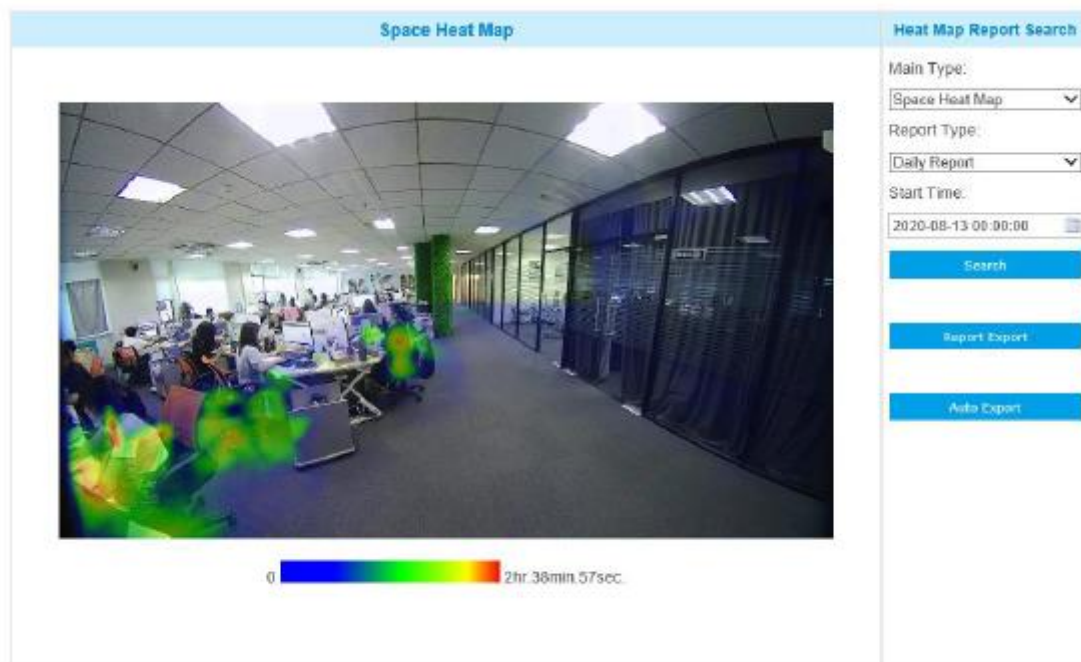 Space Heat Map
Heat Map Report Search
Main Type:
Space Heat Map
Report Type:
Daily Report
Start Time:
2020-08-13 00:00:00
Search
Report Export
Auto Export
0
2hr.38min.57sec.